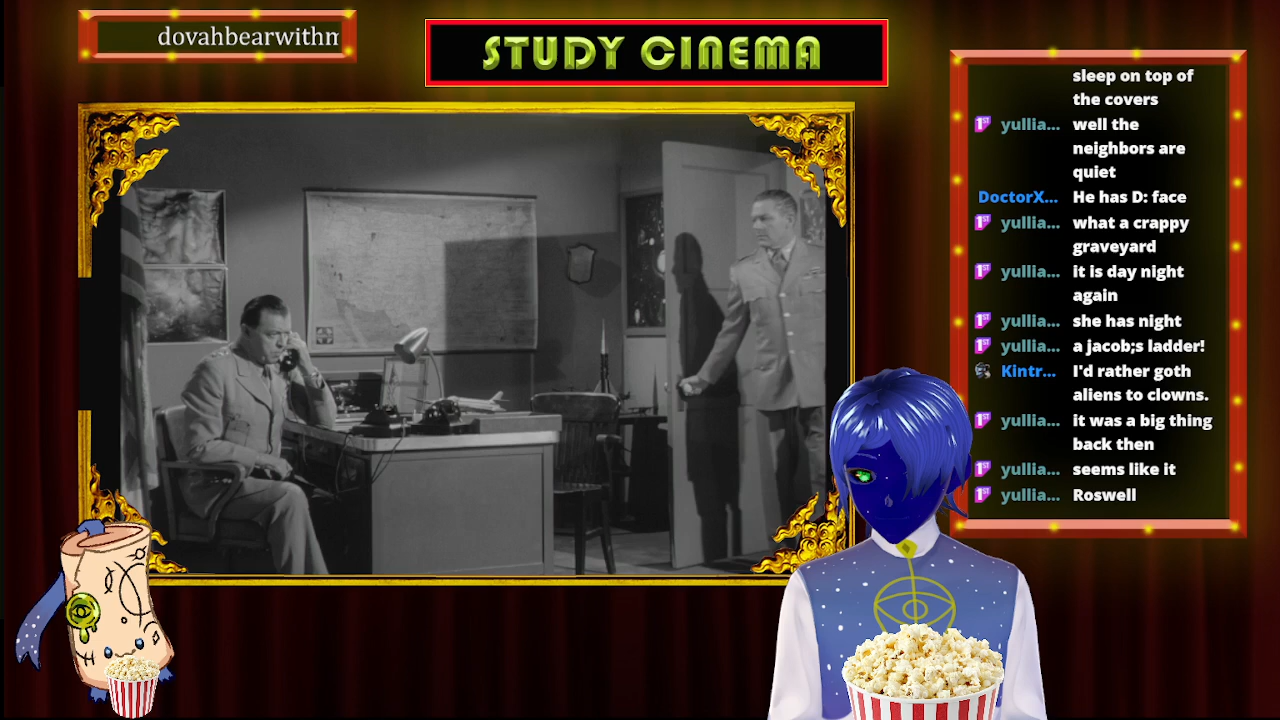 dovahbearwithm
STUDY CINEMA
sleep on top of
the covers
yullia... well the
neighbors are
quiet
DoctorX... He has D: face
yullia... what a crappy
graveyard
yullia... it is day night
again
yullia... she has night
yullia... a jacob;s ladder!
Kintr... I'd rather goth
aliens to clowns.
yullia... it was a big thing
back then
yullia... seems like it
yullia... Roswell